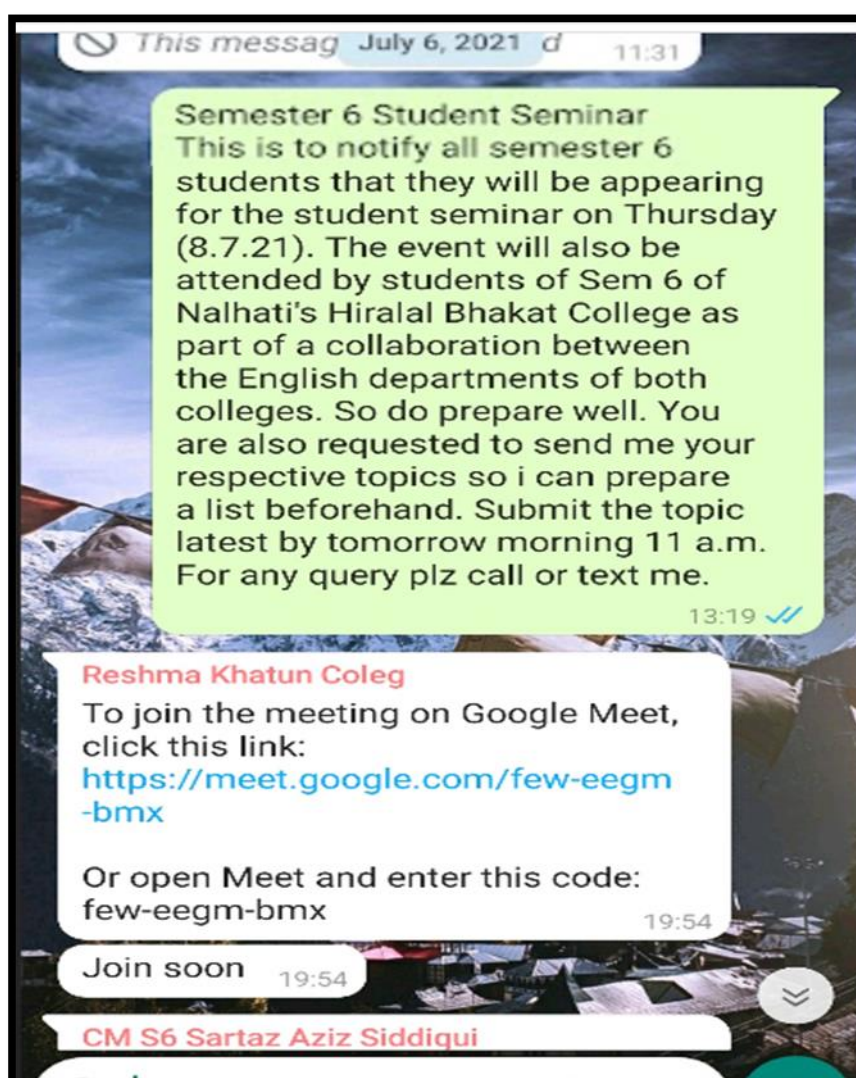 This messag July 6, 2021 d 11:31
Semester 6 Student Seminar
This is to notify all semester 6
students that they will be appearing
for the student seminar on Thursday
(8.7.21). The event will also be
attended by students of Sem 6 of
Nalhati's Hiralal Bhakat College as
part of a collaboration between
the English departments of both
colleges. So do prepare well. You
are also requested to send me your
respective topics so i can prepare
a list beforehand. Submit the topic
latest by tomorrow morning 11 a.m.
For any query plz call or text me.
13:19
Reshma Khatun Coleg
To join the meeting on Google Meet,
click this link:
https://meet.google.com/few-eegm
-bmx
Or open Meet and enter this code:
few-eegm-bmx
19:54
Join soon 19:54
CM S6 Sartaz Aziz Siddiqui